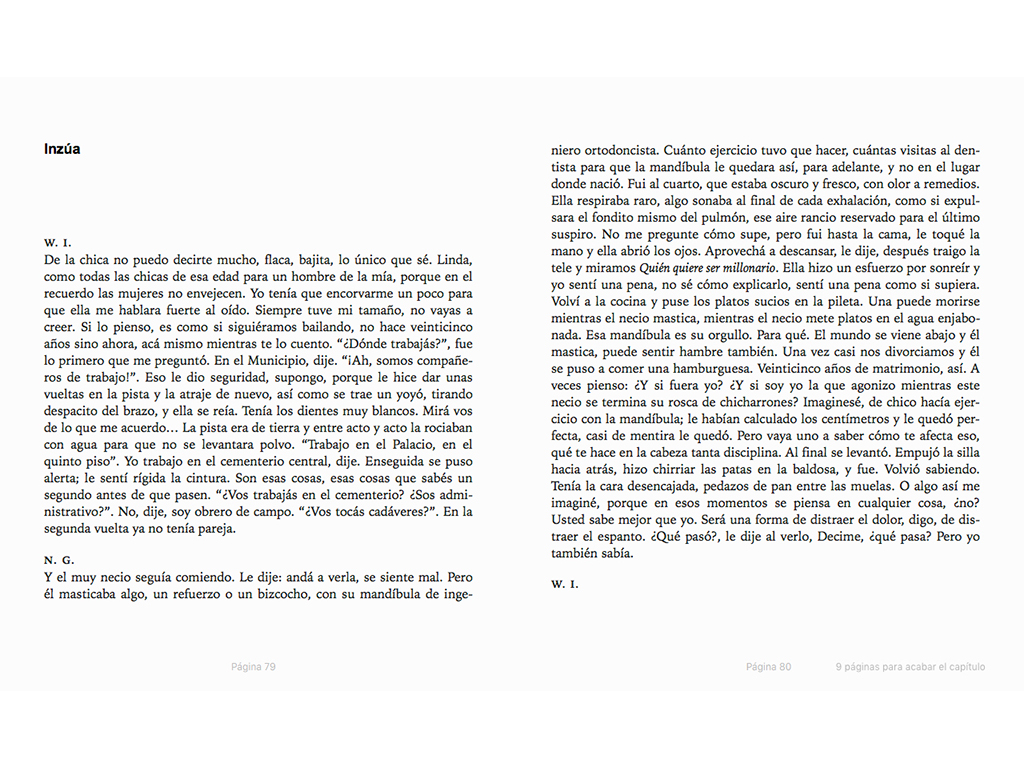 Inzúa
W. I.
De la chica no puedo decirte mucho, flaca, bajita, lo único que sé. Linda,
como todas las chicas de esa edad para un hombre de la mía, porque en el
recuerdo las mujeres no envejecen. Yo tenía que encorvarme un poco para
que ella me hablara fuerte al oído. Siempre tuve mi tamaño, no vayas a
creer. Si lo pienso, es como si siguiéramos bailando, no hace veinticinco
años sino ahora, acá mismo mientras te lo cuento. “¿Dónde trabajás?”, fue
lo primero que me preguntó. En el Municipio, dije. “¡Ah, somos compañe-
ros de trabajo!”. Eso le dio seguridad, supongo, porque le hice dar unas
vueltas en la pista y la atraje de nuevo, así como se trae un yoyó, tirando
despacito del brazo, y ella se reía. Tenía los dientes muy blancos. Mirá vos
de lo que me acuerdo… La pista era de tierra y entre acto y acto la rociaban
con agua para que no se levantara polvo. “Trabajo en el Palacio, en el
quinto piso”. Yo trabajo en el cementerio central, dije. Enseguida se puso
alerta; le sentí rígida la cintura. Son esas cosas, esas cosas que sabés un
segundo antes de que pasen. “¿Vos trabajás en el cementerio? ¿Sos admi-
nistrativo?”. No, dije, soy obrero de campo. “¿Vos tocás cadáveres?”. En la
segunda vuelta ya no tenía pareja.
N. G.
Y el muy necio seguía comiendo. Le dije: andá a verla, se siente mal. Pero
él masticaba algo, un refuerzo o un bizcocho, con su mandíbula de inge-
Página 79
niero ortodoncista. Cuánto ejercicio tuvo que hacer, cuántas visitas al den-
tista para que la mandíbula le quedara así, para adelante, y no en el lugar
donde nació. Fui al cuarto, que estaba oscuro y fresco, con olor a remedios.
Ella respiraba raro, algo sonaba al final de cada exhalación, como si expul-
sara el fondito mismo del pulmón, ese aire rancio reservado para el último
suspiro. No me pregunte cómo supe, pero fui hasta la cama, le toqué la
mano y ella abrió los ojos. Aprovechá a descansar, le dije, después traigo la
tele y miramos Quién quiere ser millonario. Ella hizo un esfuerzo por sonreír y
yo sentí una pena, no sé cómo explicarlo, sentí una pena como si supiera.
Volví a la cocina y puse los platos sucios en la pileta. Una puede morirse
mientras el necio mastica, mientras el necio mete platos en el agua enjabo-
nada. Esa mandíbula es su orgullo. Para qué. El mundo se viene abajo y él
mastica, puede sentir hambre también. Una vez casi nos divorciamos y él
se puso a comer una hamburguesa. Veinticinco años de matrimonio, así. A
veces pienso: ¿Y si fuera yo? ¿Y si soy yo la que agonizo mientras este
necio se termina su rosca de chicharrones? Imaginesé, de chico hacía ejer-
cicio con la mandíbula; le habían calculado los centímetros y le quedó per-
fecta, casi de mentira le quedó. Pero vaya uno a saber cómo te afecta eso,
qué te hace en la cabeza tanta disciplina. Al final se levantó. Empujó la silla
hacia atrás, hizo chirriar las patas en la baldosa, y fue. Volvió sabiendo.
Tenía la cara desencajada, pedazos de pan entre las muelas. O algo así me
imaginé, porque en esos momentos se piensa en cualquier cosa, ¿no?
Usted sabe mejor que yo. Será una forma de distraer el dolor, digo, de dis-
traer el espanto. ¿Qué pasó?, le dije al verlo, Decime, ¿qué pasa? Pero yo
también sabía.
W. I.
Página 80
9 páginas para acabar el capítulo